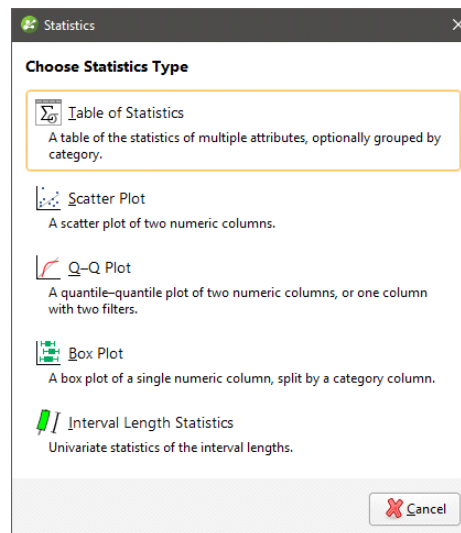 Statistics
Choose Statistics Type
Table of Statistics
A table of the statistics of multiple attributes, optionally grouped by
category.
Scatter Plot
A scatter plot of two numeric columns.
Q–Q Plot
A quantile–quantile plot of two numeric columns, or one column
with two filters.
Box Plot
A box plot of a single numeric column, split by a category column.
Interval Length Statistics
Univariate statistics of the interval lengths.
Cancel